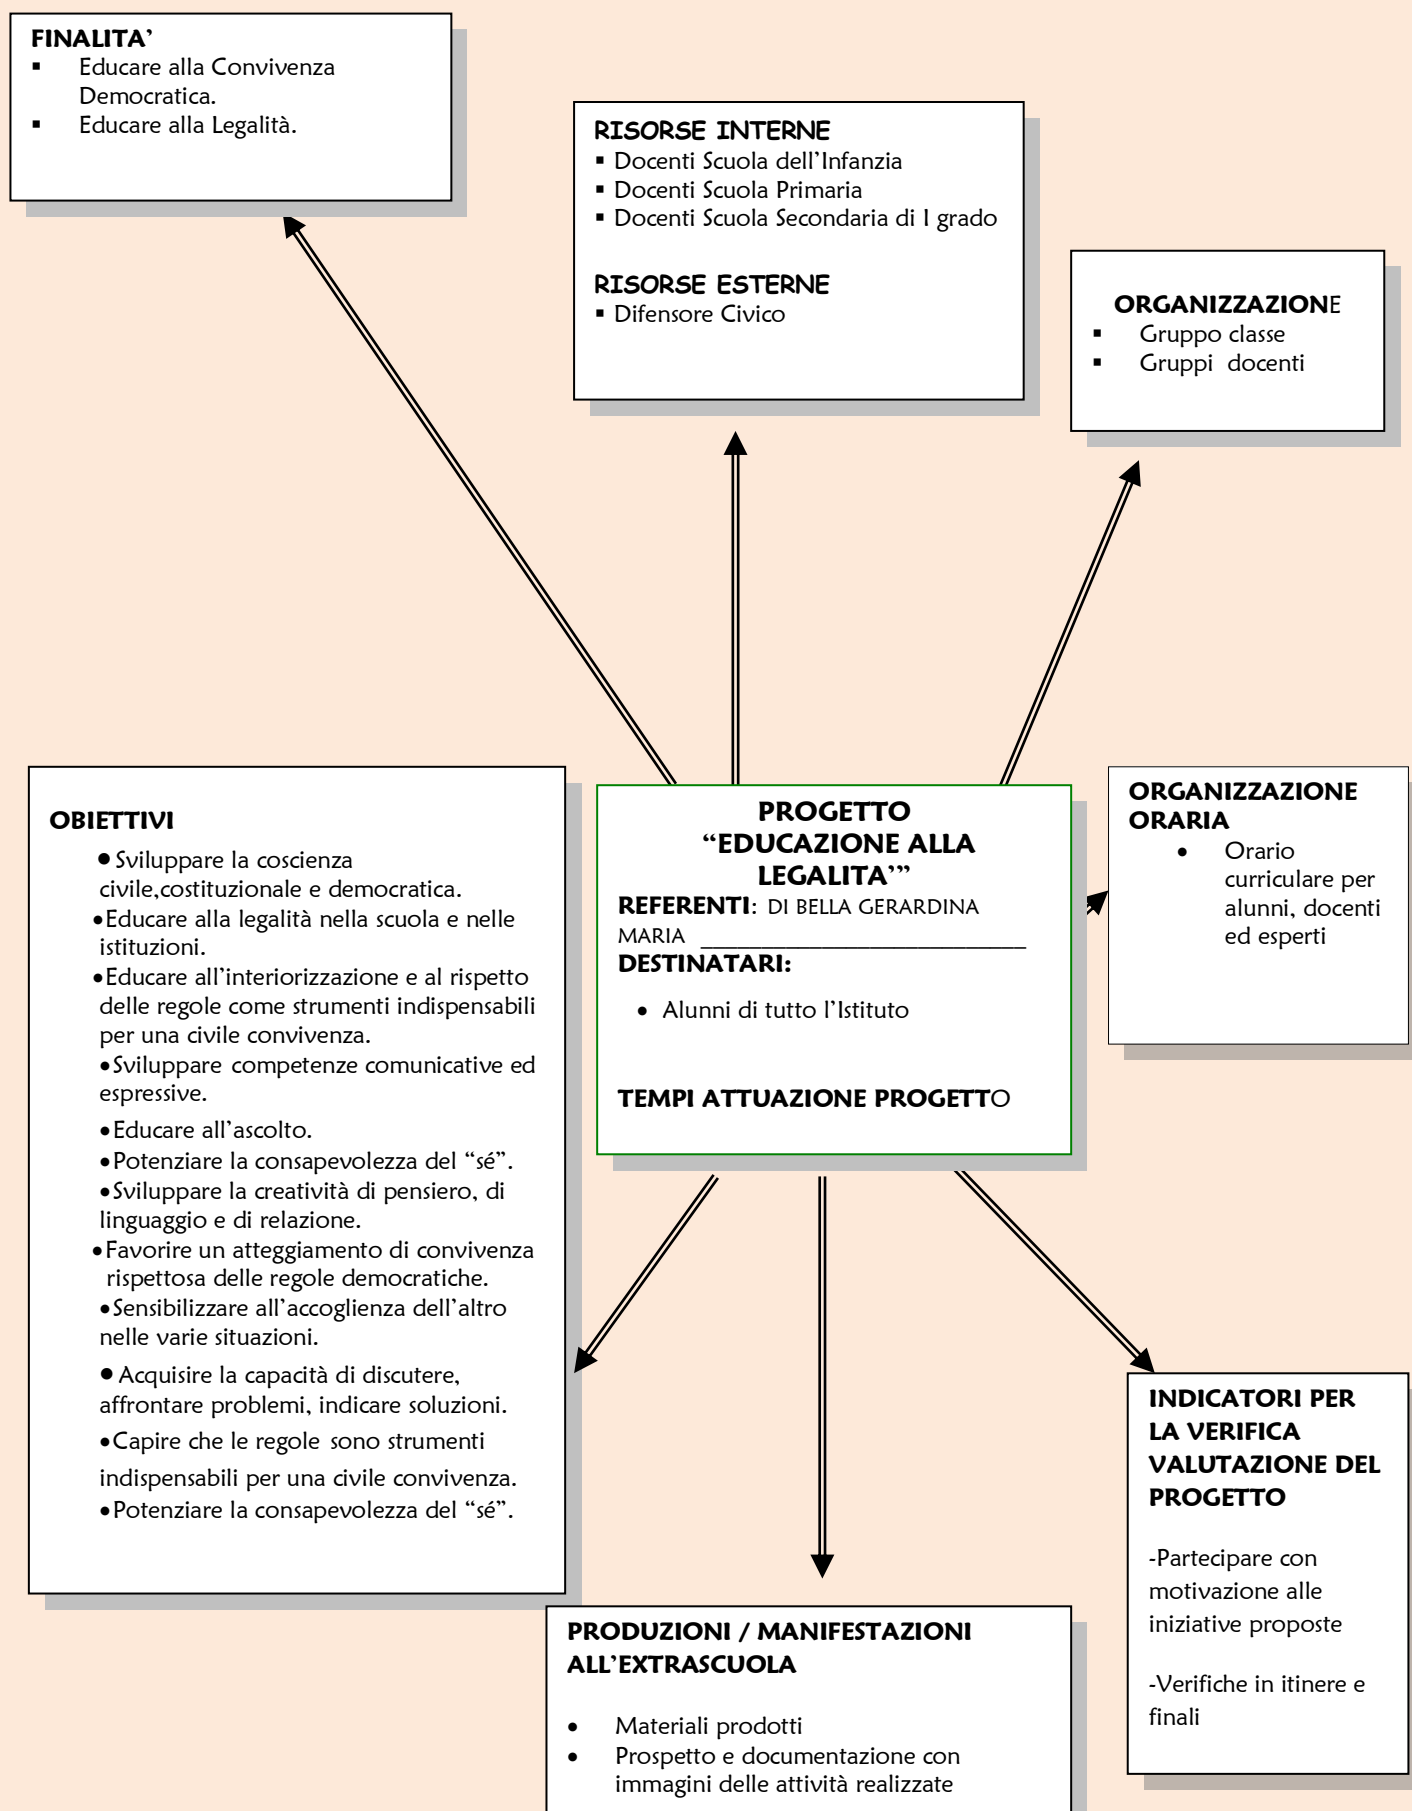 FINALITA’
▪ Educare alla Convivenza
Democratica.
▪ Educare alla Legalità.
RISORSE INTERNE
▪ Docenti Scuola dell’Infanzia
▪ Docenti Scuola Primaria
▪ Docenti Scuola Secondaria di I grado
RISORSE ESTERNE
▪ Difensore Civico
ORGANIZZAZIONE
▪ Gruppo classe
▪ Gruppi docenti
OBIETTIVI
• Sviluppare la coscienza
civile,costituzionale e democratica.
• Educare alla legalità nella scuola e nelle
istituzioni.
• Educare all’interiorizzazione e al rispetto
delle regole come strumenti indispensabili
per una civile convivenza.
• Sviluppare competenze comunicative ed
espressive.
• Educare all’ascolto.
• Potenziare la consapevolezza del “sé”.
• Sviluppare la creatività di pensiero, di
linguaggio e di relazione.
• Favorire un atteggiamento di convivenza
rispettosa delle regole democratiche.
• Sensibilizzare all’accoglienza dell’altro
nelle varie situazioni.
• Acquisire la capacità di discutere,
affrontare problemi, indicare soluzioni.
• Capire che le regole sono strumenti
indispensabili per una civile convivenza.
• Potenziare la consapevolezza del “sé”.
PROGETTO
“EDUCAZIONE ALLA
LEGALITA’”
REFERENTI: DI BELLA GERARDINA
MARIA ___________________________
DESTINATARI:
• Alunni di tutto l’Istituto
TEMPI ATTUAZIONE PROGETTO
ORGANIZZAZIONE
ORARIA
• Orario
curriculare per
alunni, docenti
ed esperti
INDICATORI PER
LA VERIFICA
VALUTAZIONE DEL
PROGETTO
-Partecipare con
motivazione alle
iniziative proposte
-Verifiche in itinere e
finali
PRODUZIONI / MANIFESTAZIONI
ALL’EXTRASCUOLA
• Materiali prodotti
• Prospetto e documentazione con
immagini delle attività realizzate